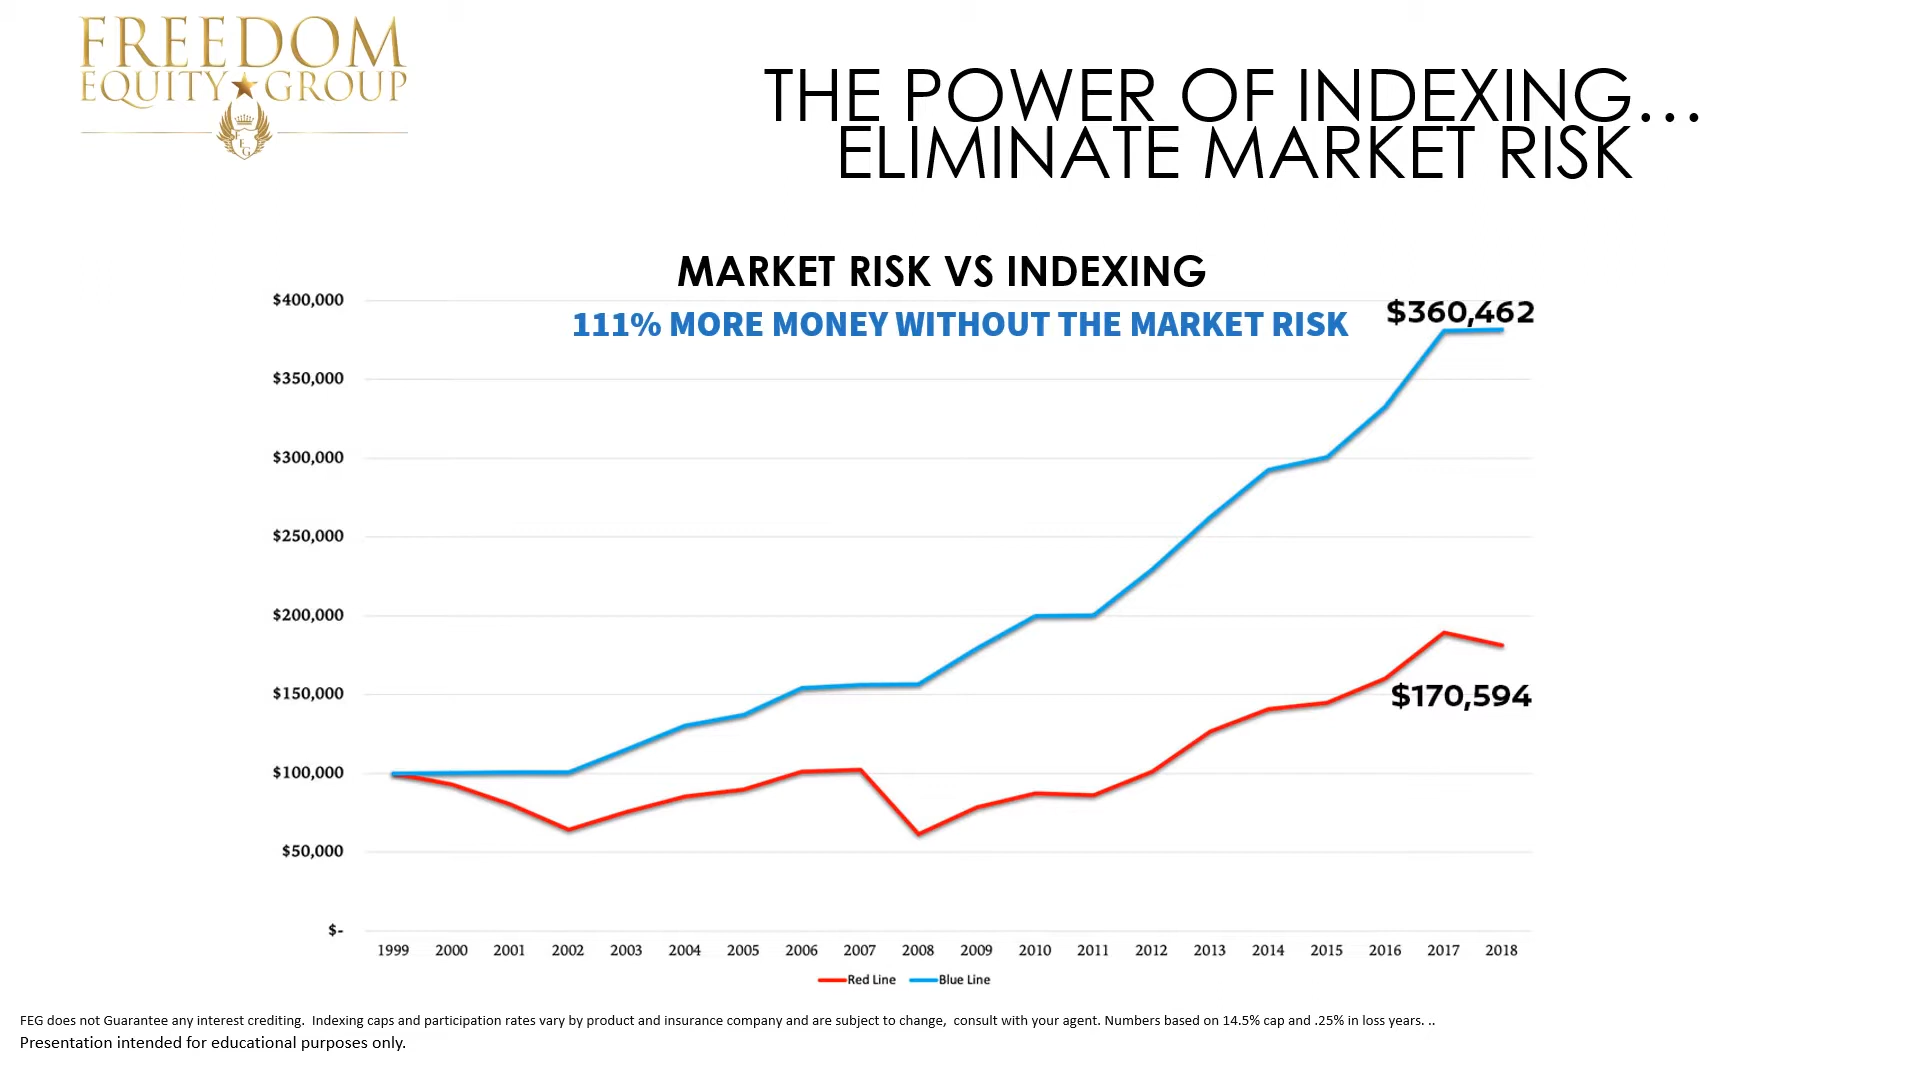 FREEDOM
EQUITY GROUP
FEG
THE POWER OF INDEXING...
ELIMINATE MARKET RISK
MARKET RISK VS INDEXING
111% MORE MONEY WITHOUT THE MARKET RISK
$360,462
$400,000
$350,000
$300,000
$250,000
$200,000
$150,000
$170,594
$100,000
$50,000
$-
1999 2000 2001 2002 2003 2004 2005 2006 2007 2008 2009 2010 2011 2012 2013 2014 2015 2016 2017 2018
Red Line Blue Line
FEG does not Guarantee any interest crediting.  Indexing caps and participation rates vary by product and insurance company and are subject to change,  consult with your agent. Numbers based on 14.5% cap and .25% in loss years. ..
Presentation intended for educational purposes only.